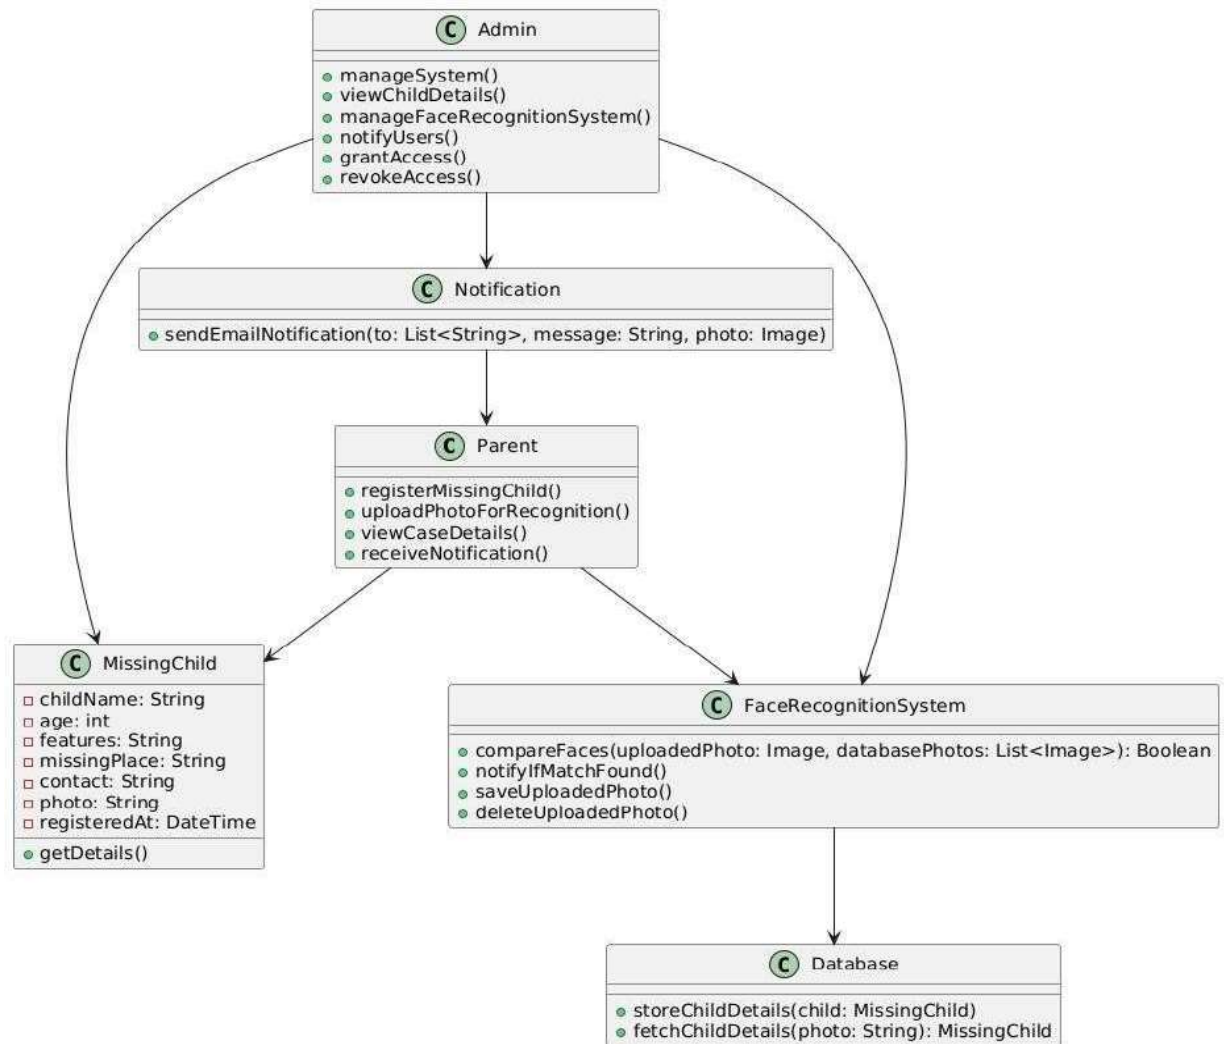 C Admin
manageSystem()
viewChildDetails()
manageFaceRecognitionSystem()
notifyUsers()
grantAccess()
revokeAccess()
C Notification
sendEmailNotification(to: List<String>, message: String, photo: Image)
C Parent
registerMissingChild()
uploadPhotoForRecognition()
viewCaseDetails()
receiveNotification()
C MissingChild
childName: String
age: int
features: String
missingPlace: String
contact: String
photo: String
registeredAt: DateTime
getDetails()
C FaceRecognitionSystem
compareFaces(uploadedPhoto: Image, databasePhotos: List<Image>): Boolean
notifyIfMatchFound()
saveUploadedPhoto()
deleteUploadedPhoto()
C Database
storeChildDetails(child: MissingChild)
fetchChildDetails(photo: String): MissingChild